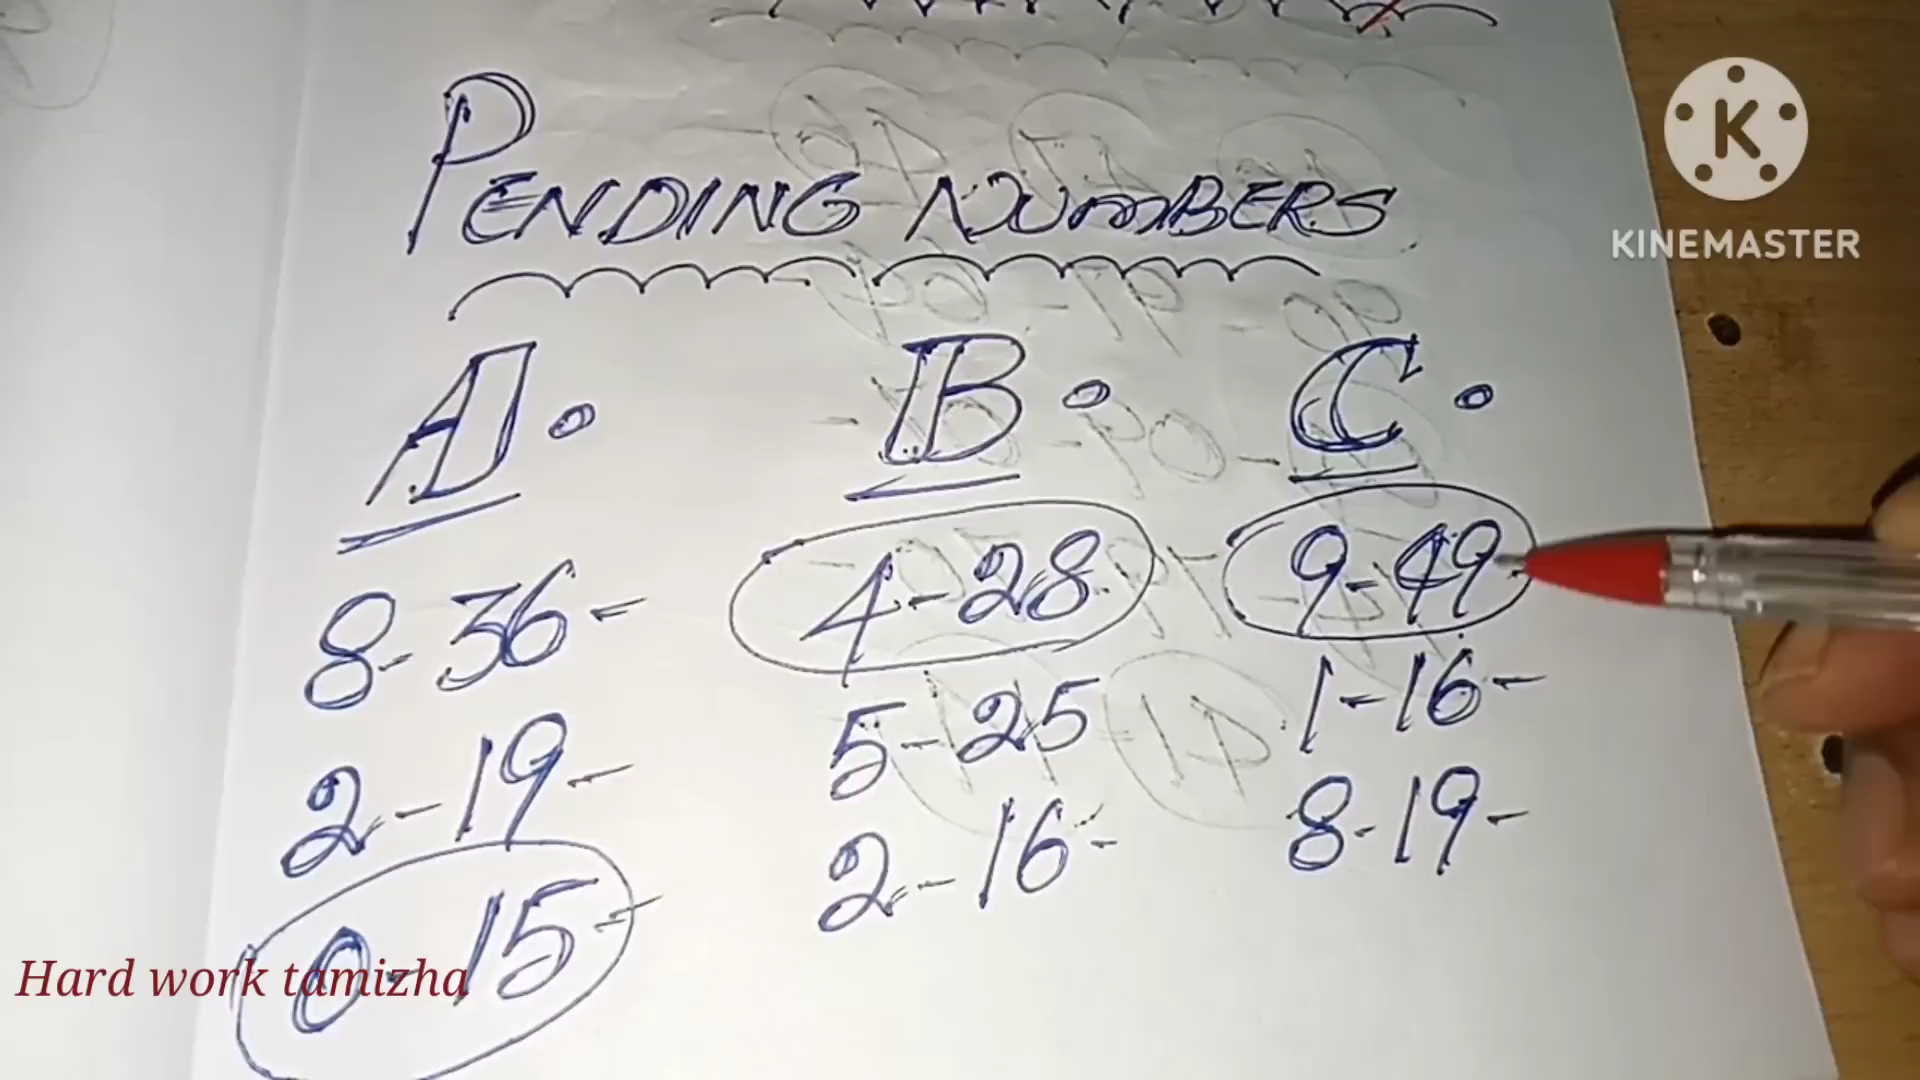 PENDING NUMBERS
KINEMASTER
A. B. C.
8-36- 4-28 9-49
2-19- 5-25 1-16-
0-15- 2-16- 8-19-
Hard work tamizha